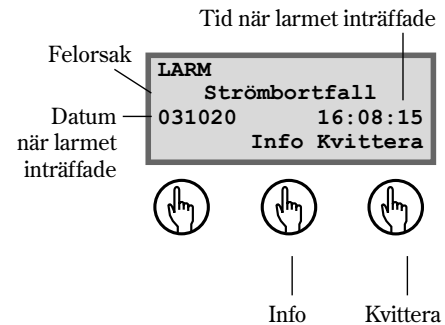 Tid när larmet inträffade
Felorsak
LARM
Strömbortfall
Datum
när larmet
inträffade
031020 16:08:15
Info Kvittera
Info Kvittera